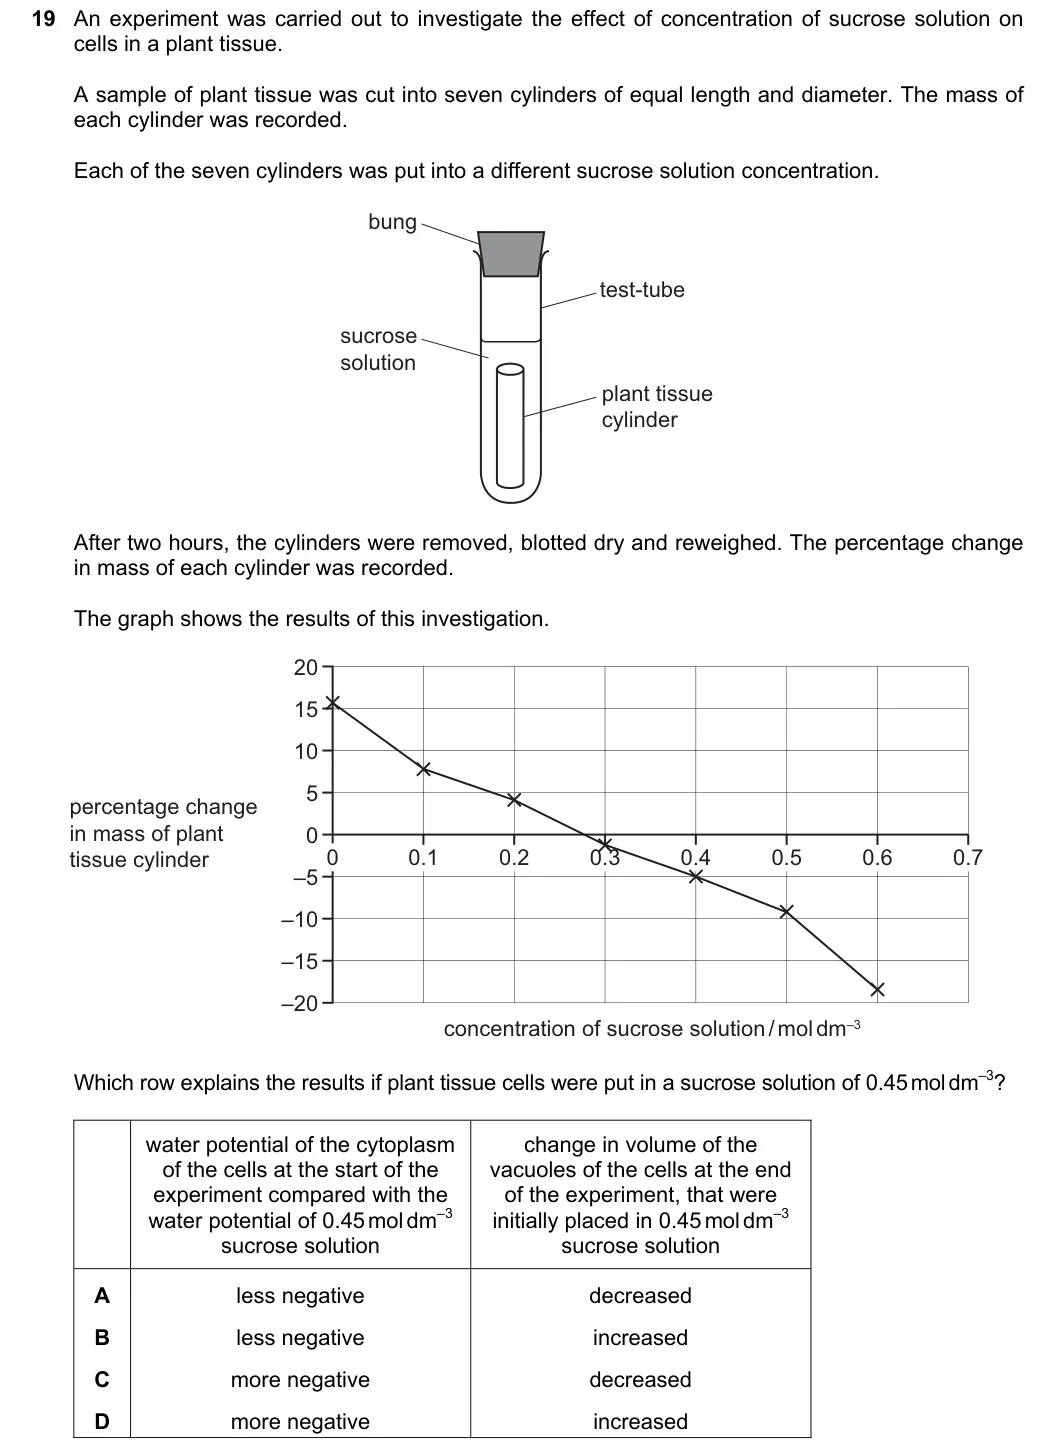 19 An experiment was carried out to investigate the effect of concentration of sucrose solution on
cells in a plant tissue.
A sample of plant tissue was cut into seven cylinders of equal length and diameter. The mass of
each cylinder was recorded.
Each of the seven cylinders was put into a different sucrose solution concentration.
bung
test-tube
sucrose
solution
plant tissue
cylinder
After two hours, the cylinders were removed, blotted dry and reweighed. The percentage change
in mass of each cylinder was recorded.
The graph shows the results of this investigation.
20
15
10
5
0
–5
–10
–15
–20
percentage change
in mass of plant
tissue cylinder
0 0.1 0.2 0.3 0.4 0.5 0.6 0.7
concentration of sucrose solution / mol dm⁻³
Which row explains the results if plant tissue cells were put in a sucrose solution of 0.45 mol dm⁻³?
water potential of the cytoplasm
of the cells at the start of the
experiment compared with the
water potential of 0.45 mol dm⁻³
sucrose solution
change in volume of the
vacuoles of the cells at the end
of the experiment, that were
initially placed in 0.45 mol dm⁻³
sucrose solution
A less negative decreased
B less negative increased
C more negative decreased
D more negative increased